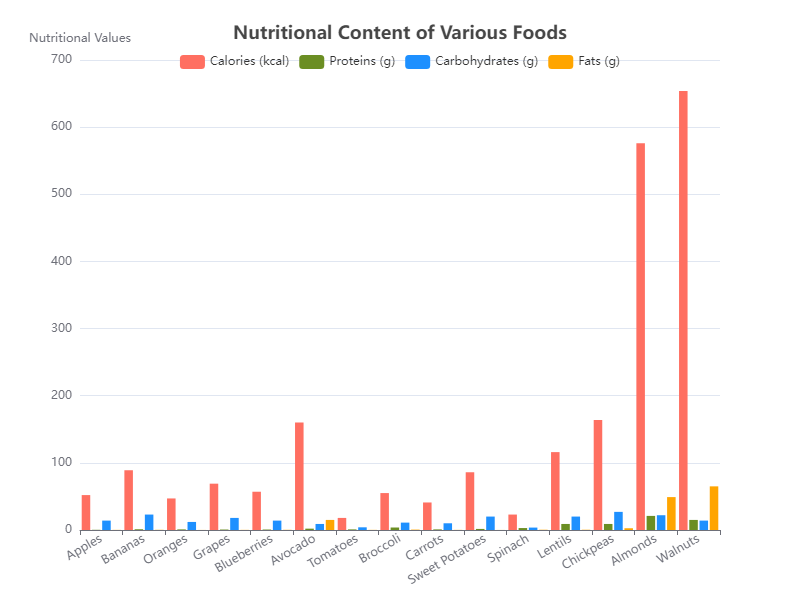 Nutritional Content of Various Foods
Nutritional Values
Calories (kcal) Proteins (g) Carbohydrates (g) Fats (g)
700
600
500
400
300
200
100
0
Apples Bananas Oranges Grapes Blueberries Avocado Tomatoes Broccoli Carrots Sweet Potatoes Spinach Lentils Chickpeas Almonds Walnuts